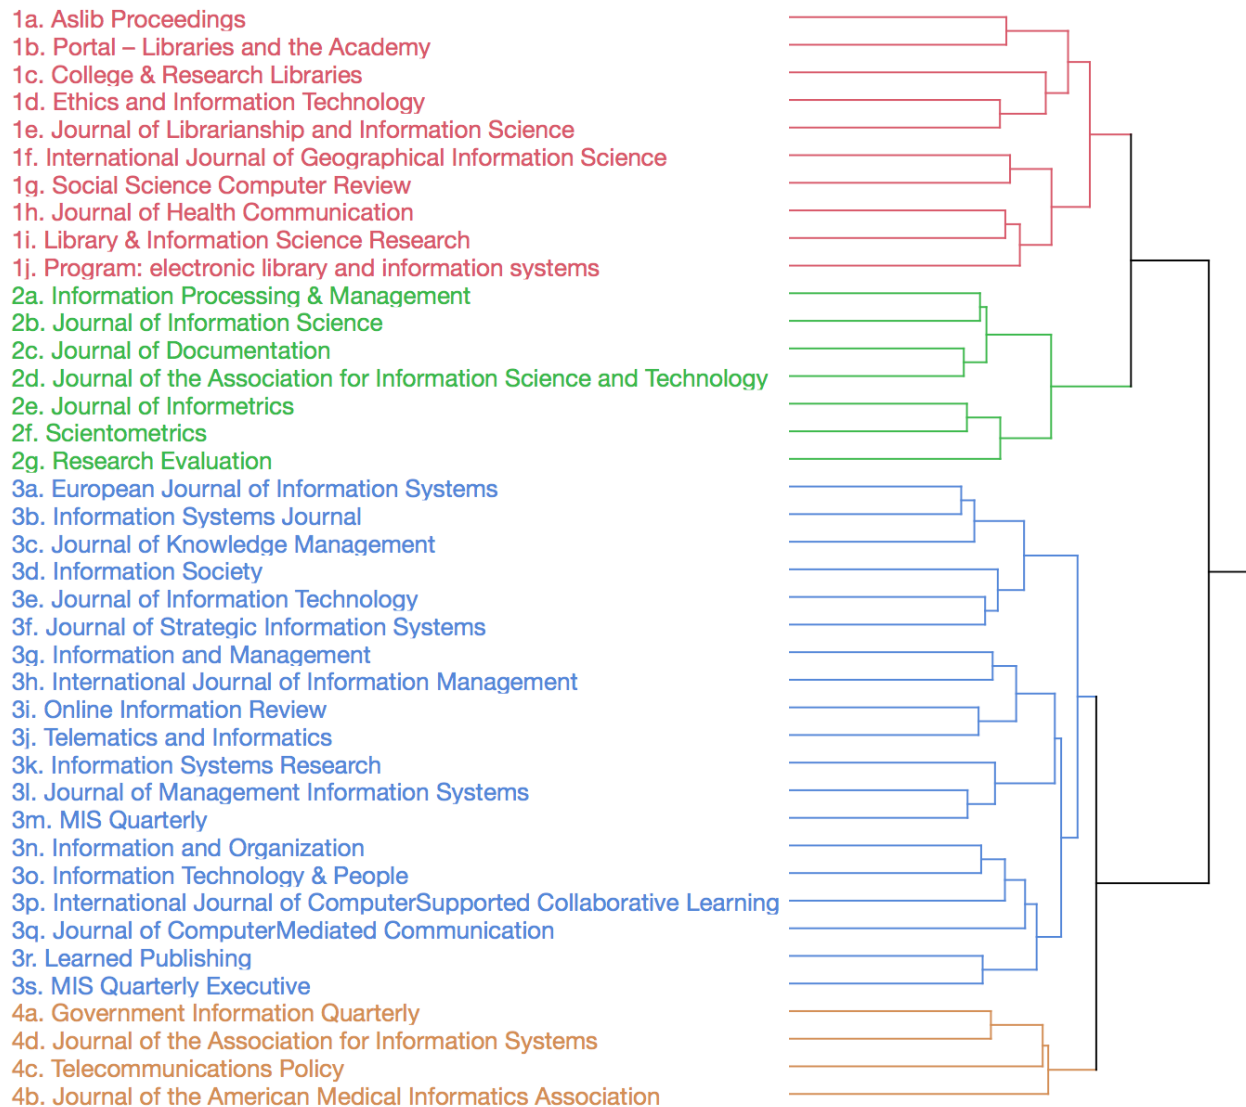 1a. Aslib Proceedings
1b. Portal – Libraries and the Academy
1c. College & Research Libraries
1d. Ethics and Information Technology
1e. Journal of Librarianship and Information Science
1f. International Journal of Geographical Information Science
1g. Social Science Computer Review
1h. Journal of Health Communication
1i. Library & Information Science Research
1j. Program: electronic library and information systems
2a. Information Processing & Management
2b. Journal of Information Science
2c. Journal of Documentation
2d. Journal of the Association for Information Science and Technology
2e. Journal of Informetrics
2f. Scientometrics
2g. Research Evaluation
3a. European Journal of Information Systems
3b. Information Systems Journal
3c. Journal of Knowledge Management
3d. Information Society
3e. Journal of Information Technology
3f. Journal of Strategic Information Systems
3g. Information and Management
3h. International Journal of Information Management
3i. Online Information Review
3j. Telematics and Informatics
3k. Information Systems Research
3l. Journal of Management Information Systems
3m. MIS Quarterly
3n. Information and Organization
3o. Information Technology & People
3p. International Journal of ComputerSupported Collaborative Learning
3q. Journal of ComputerMediated Communication
3r. Learned Publishing
3s. MIS Quarterly Executive
4a. Government Information Quarterly
4d. Journal of the Association for Information Systems
4c. Telecommunications Policy
4b. Journal of the American Medical Informatics Association